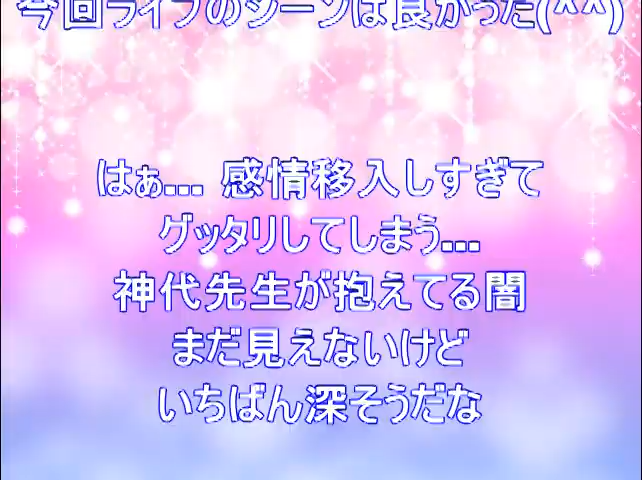 今回ライブのシーンは良かった(^^)
はぁ... 感情移入しすぎて
グッタリしてしまう...
神代先生が抱えてる闇
まだ見えないけど
いちばん深そうだな